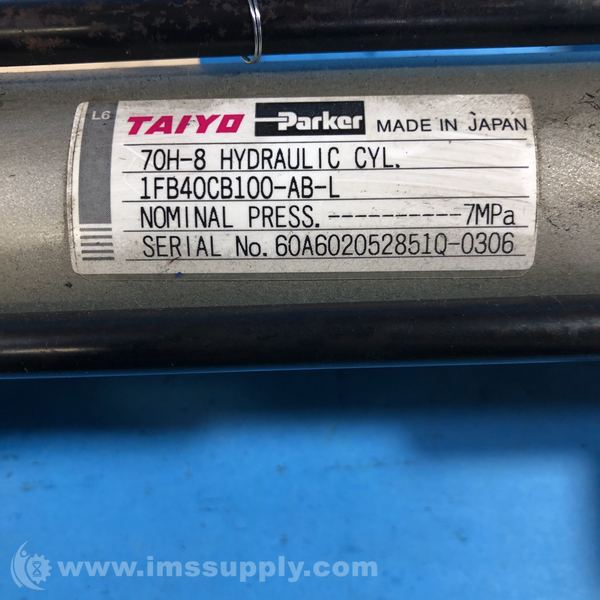 L6
TAIYO Parker MADE IN JAPAN
70H-8 HYDRAULIC CYL.
1FB40CB100-AB-L
NOMINAL PRESS. ----------7MPa
SERIAL No. 60A602052851Q-0306
www.imssupply.com